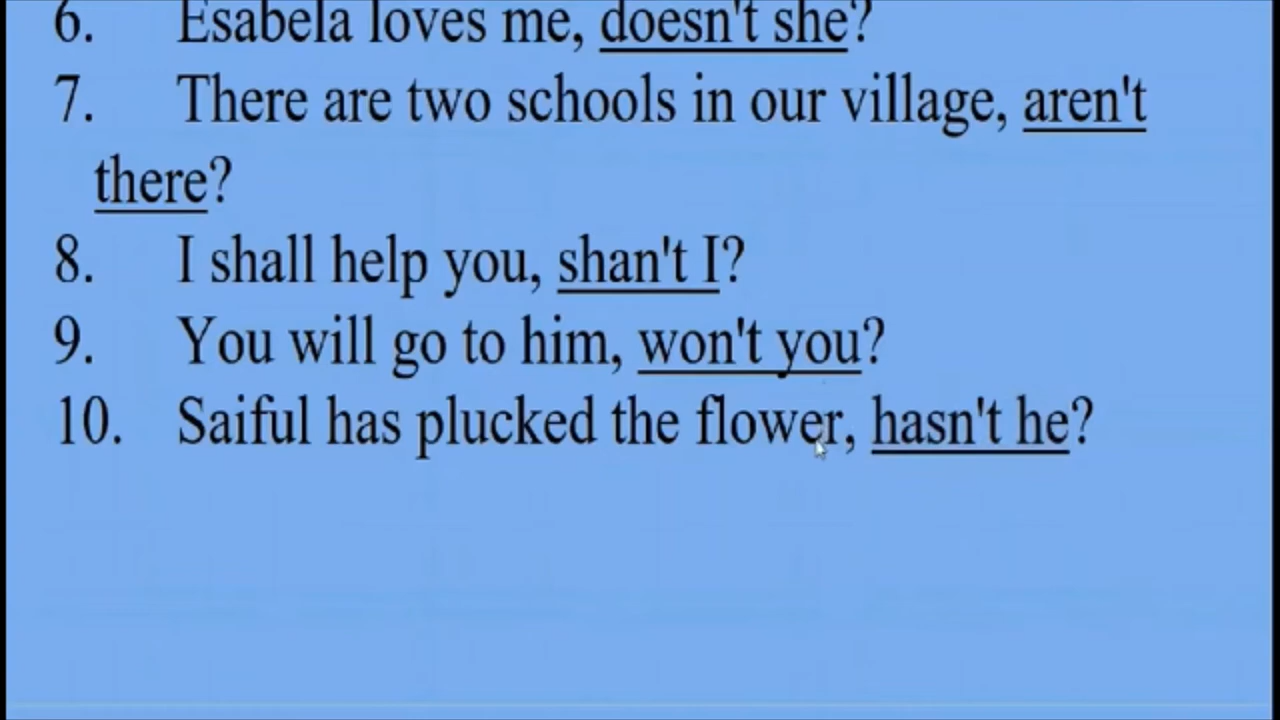 6. Esabela loves me, doesn't she?
7. There are two schools in our village, aren't
there?
8. I shall help you, shan't I?
9. You will go to him, won't you?
10. Saiful has plucked the flower, hasn't he?